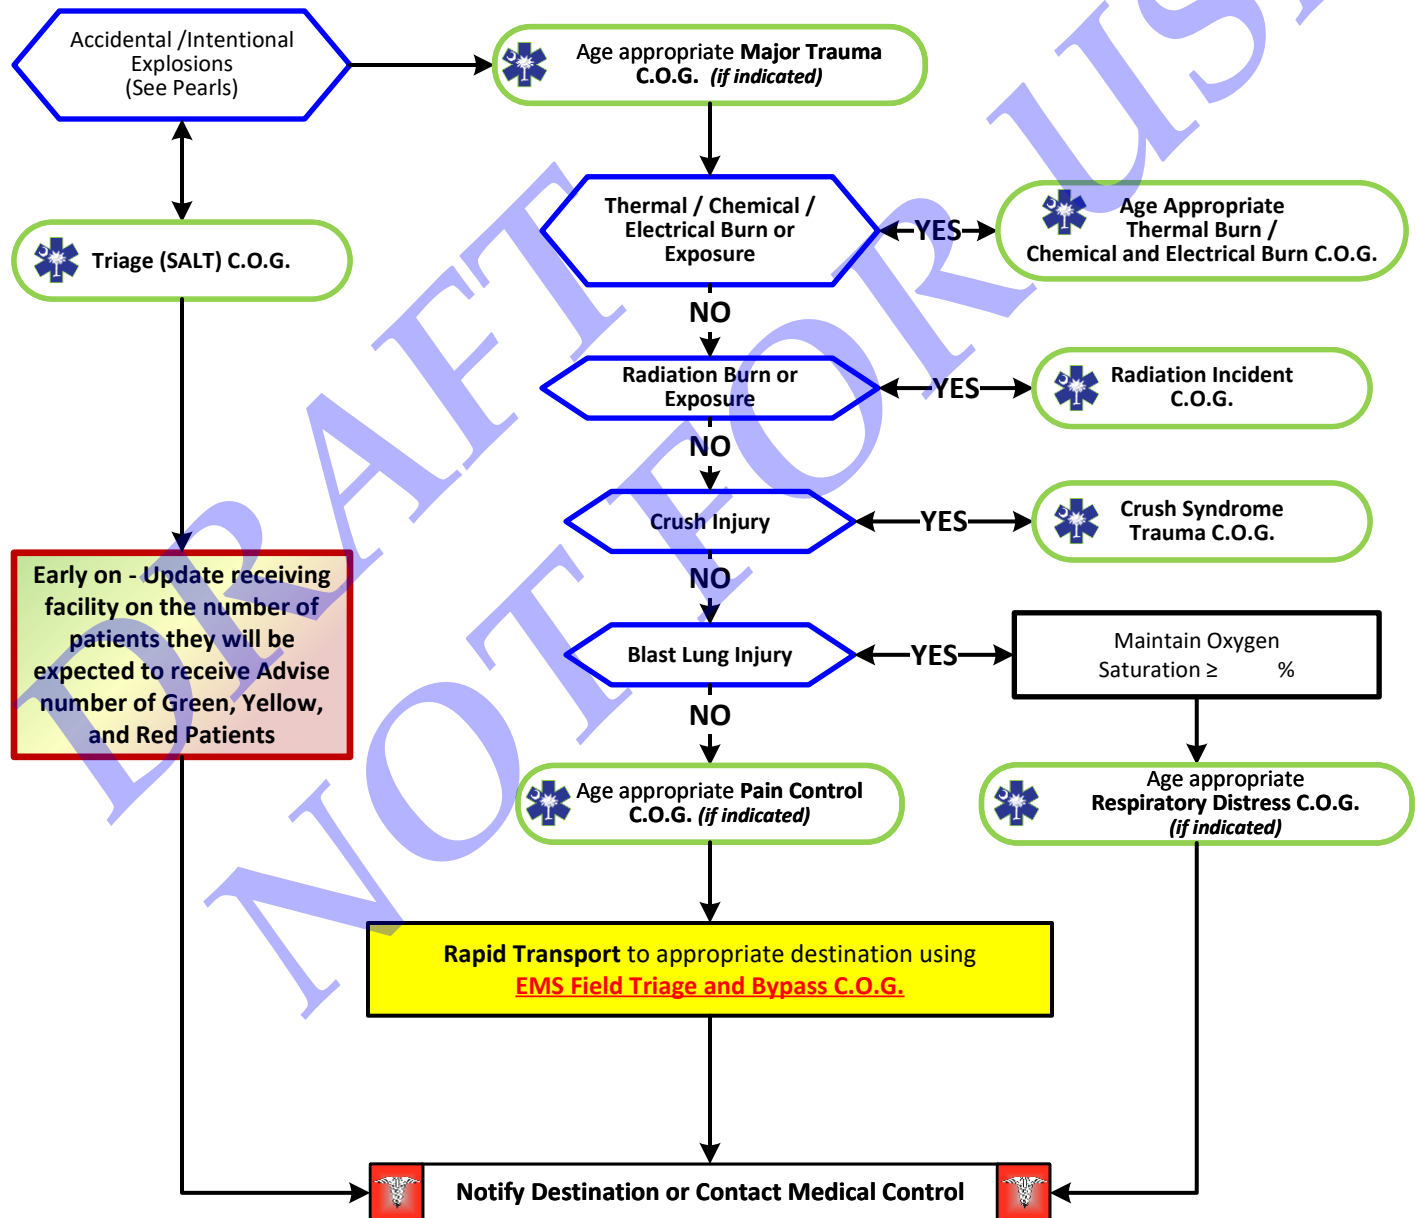 Accidental /Intentional
Explosions
(See Pearls)
Age appropriate Major Trauma
C.O.G. (if indicated)
Triage (SALT) C.O.G.
Thermal / Chemical /
Electrical Burn or
Exposure
YES
Age Appropriate
Thermal Burn /
Chemical and Electrical Burn C.O.G.
NO
Radiation Burn or
Exposure
YES
Radiation Incident
C.O.G.
NO
Crush Injury
YES
Crush Syndrome
Trauma C.O.G.
NO
Early on - Update receiving
facility on the number of
patients they will be
expected to receive Advise
number of Green, Yellow,
and Red Patients
Blast Lung Injury
YES
Maintain Oxygen
Saturation ≥ %
NO
Age appropriate Pain Control
C.O.G. (if indicated)
Age appropriate
Respiratory Distress C.O.G.
(if indicated)
Rapid Transport to appropriate destination using
EMS Field Triage and Bypass C.O.G.
Notify Destination or Contact Medical Control
DRAFT
NOT FOR